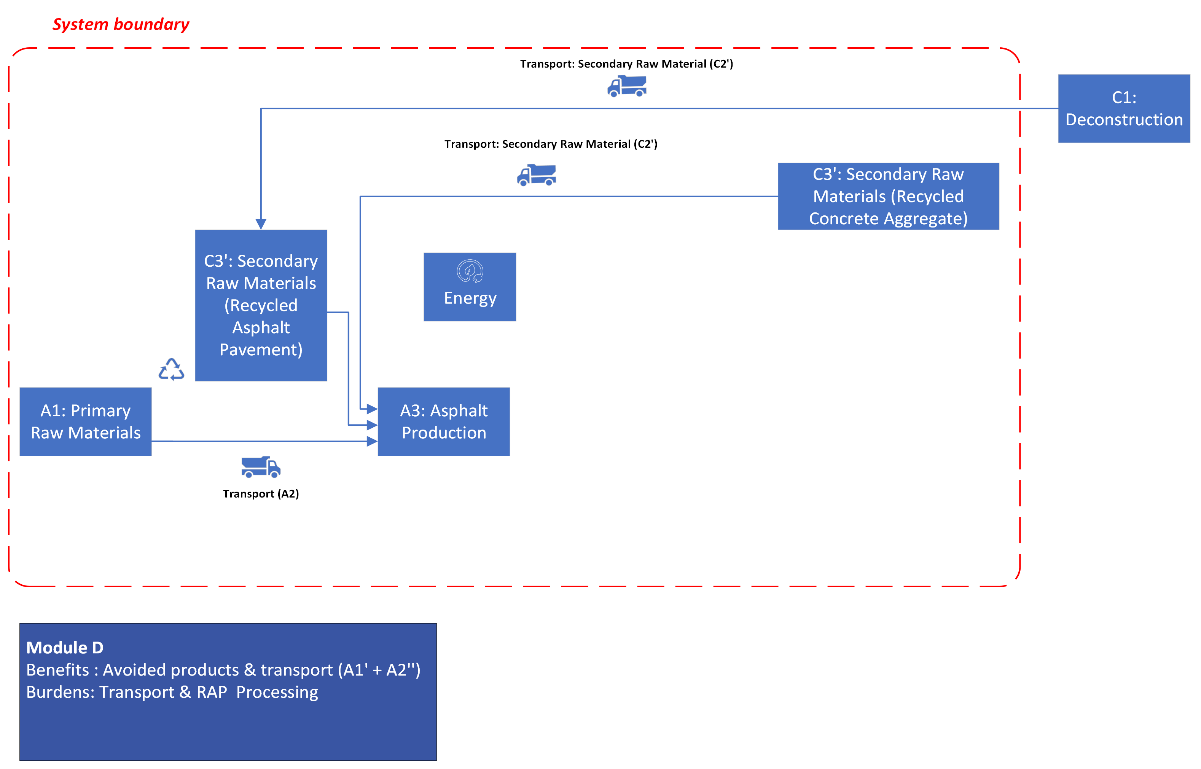 System boundary
Transport: Secondary Raw Material (C2')
C1:
Deconstruction
Transport: Secondary Raw Material (C2')
C3': Secondary Raw
Materials (Recycled
Concrete Aggregate)
C3': Secondary
Raw Materials
(Recycled
Asphalt
Pavement)
Energy
A1: Primary
Raw Materials
A3: Asphalt
Production
Transport (A2)
Module D
Benefits : Avoided products & transport (A1' + A2'')
Burdens: Transport & RAP  Processing